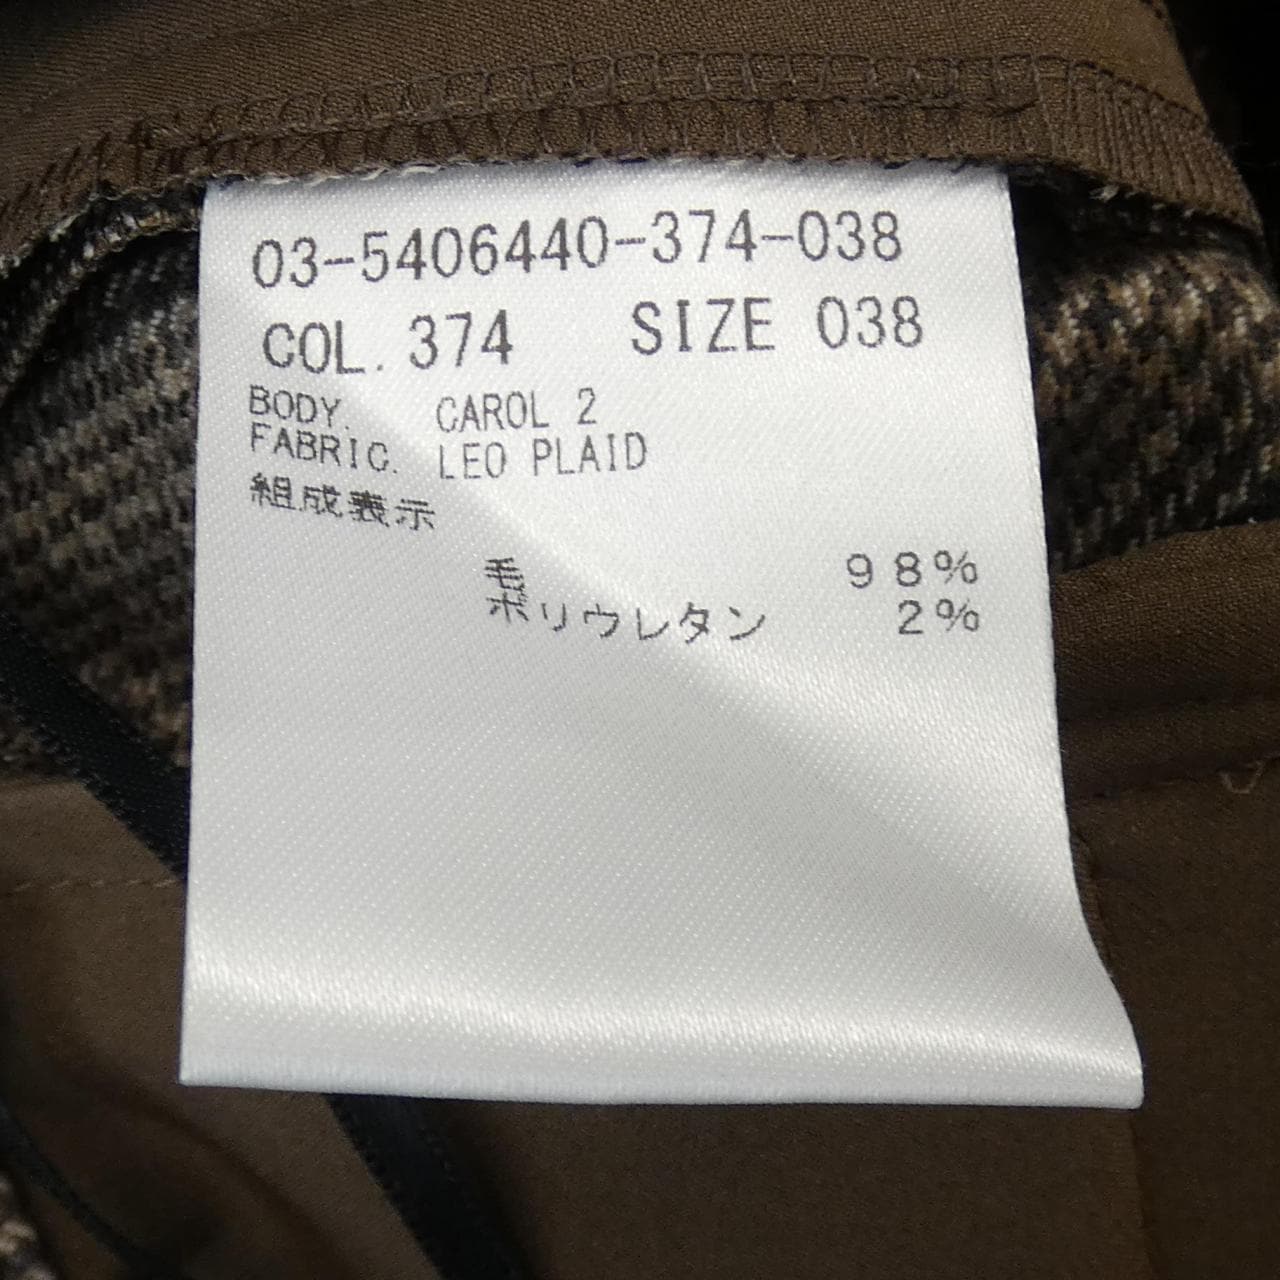 03-5406440-374-038
COL. 374 SIZE 038
BODY. CAROL 2
FABRIC. LEO PLAID
組成表示
毛 98%
ポリウレタン 2%